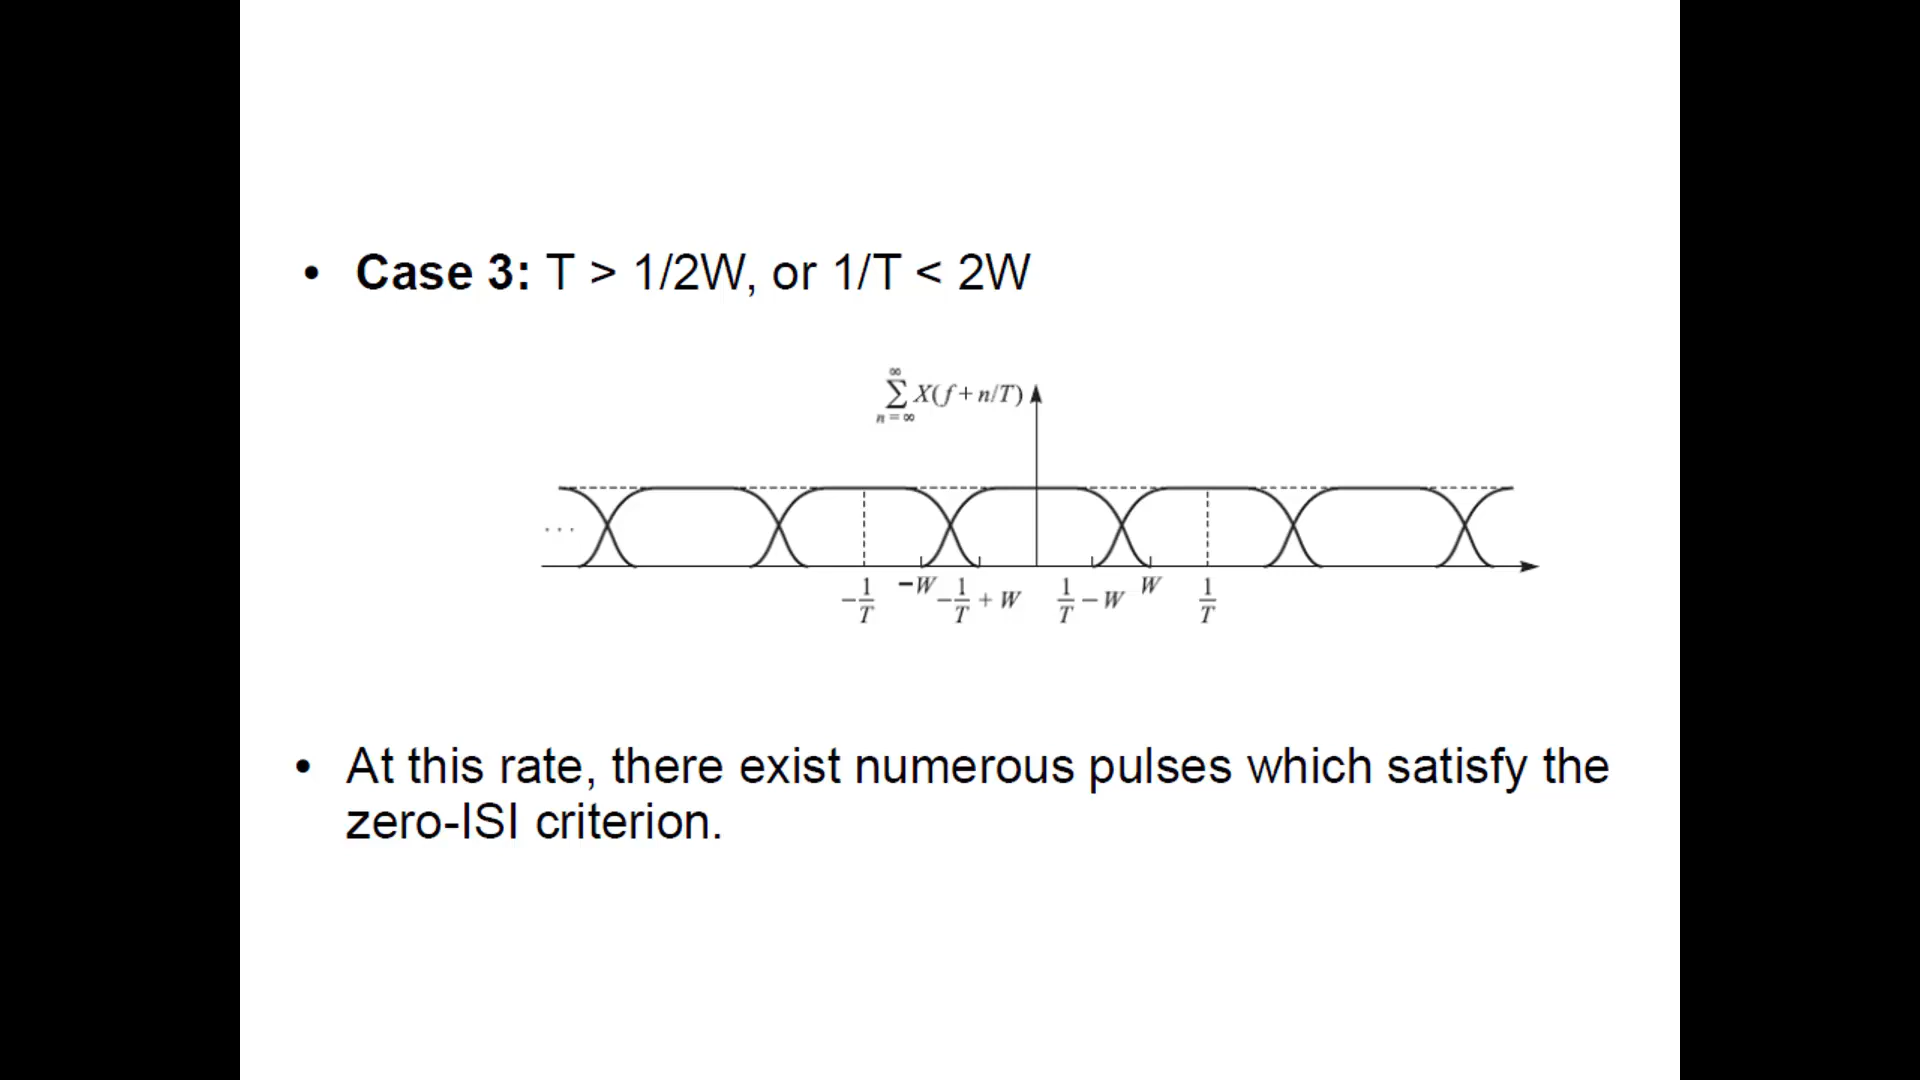 • Case 3: T > 1/2W, or 1/T < 2W
∞
∑ X(f + n/T)
n = ∞
. . .
−1/T −W −1/T + W 1/T − W W 1/T
• At this rate, there exist numerous pulses which satisfy the
zero-ISI criterion.